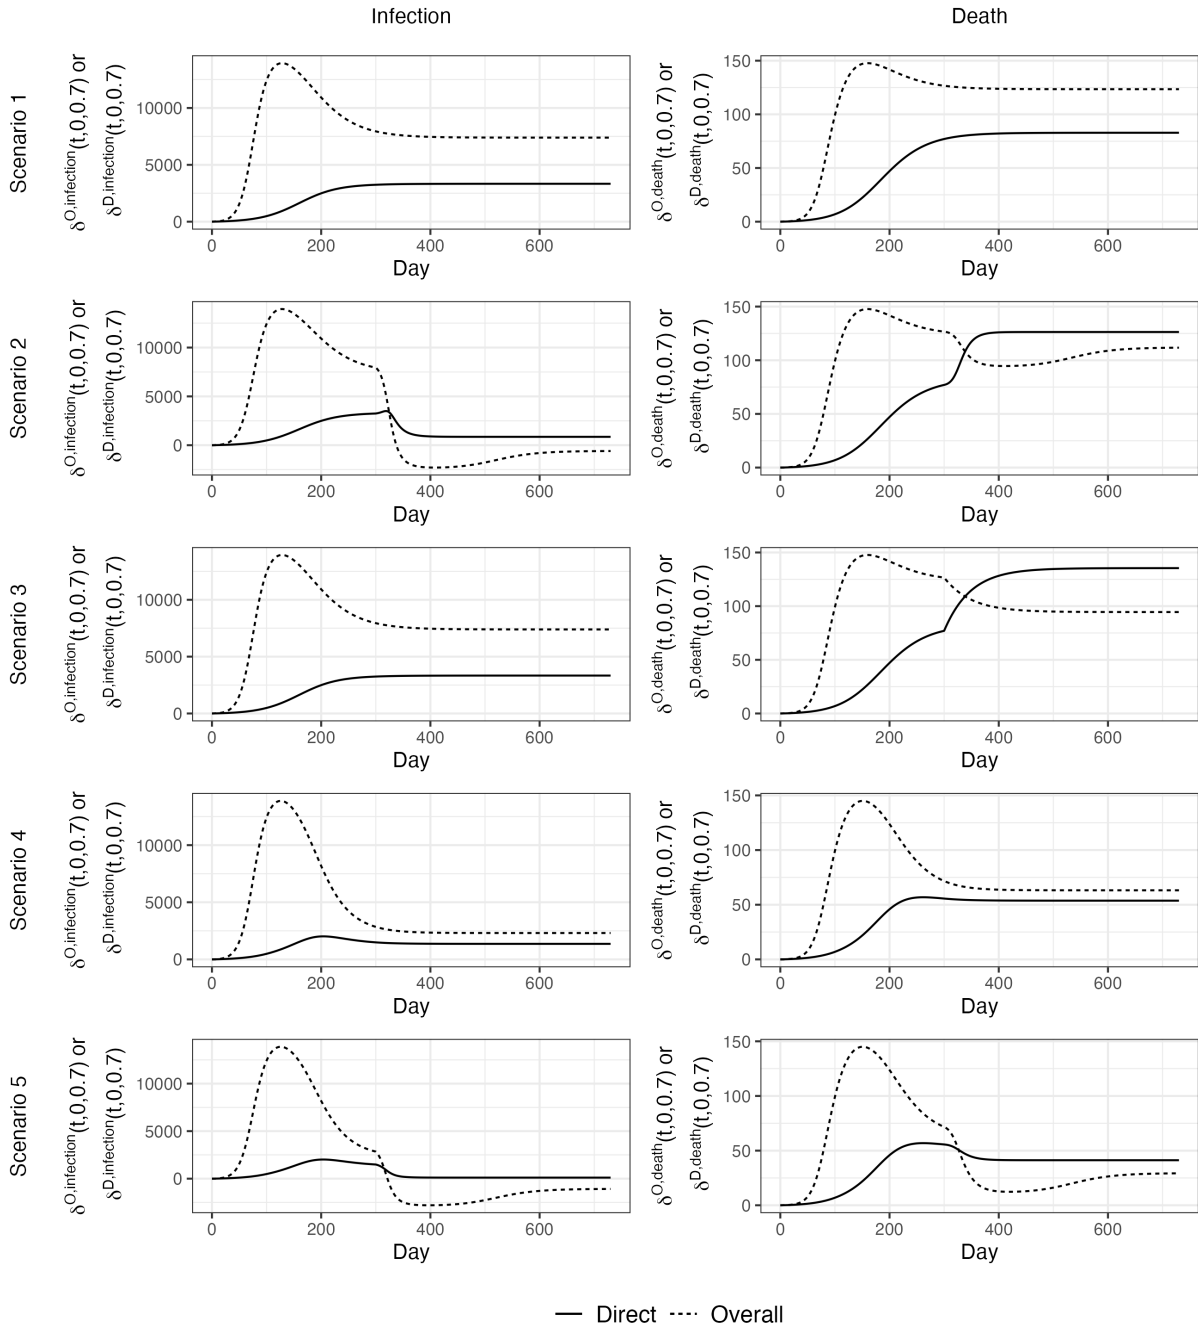 Infection
Death
Scenario 1
δO,infection(t,0,0.7) or
δD,infection(t,0,0.7)
10000
5000
0
0 200 400 600
Day
δO,death(t,0,0.7) or
δD,death(t,0,0.7)
150
100
50
0
0 200 400 600
Day
Scenario 2
δO,infection(t,0,0.7) or
δD,infection(t,0,0.7)
10000
5000
0
0 200 400 600
Day
δO,death(t,0,0.7) or
δD,death(t,0,0.7)
150
100
50
0
0 200 400 600
Day
Scenario 3
δO,infection(t,0,0.7) or
δD,infection(t,0,0.7)
10000
5000
0
0 200 400 600
Day
δO,death(t,0,0.7) or
δD,death(t,0,0.7)
150
100
50
0
0 200 400 600
Day
Scenario 4
δO,infection(t,0,0.7) or
δD,infection(t,0,0.7)
10000
5000
0
0 200 400 600
Day
δO,death(t,0,0.7) or
δD,death(t,0,0.7)
150
100
50
0
0 200 400 600
Day
Scenario 5
δO,infection(t,0,0.7) or
δD,infection(t,0,0.7)
10000
5000
0
0 200 400 600
Day
δO,death(t,0,0.7) or
δD,death(t,0,0.7)
150
100
50
0
0 200 400 600
Day
Direct Overall